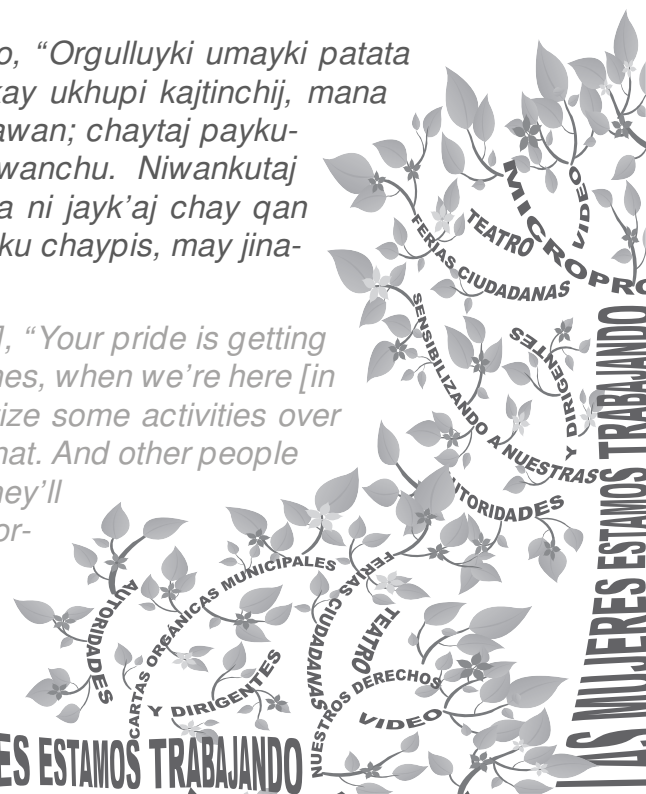 o, “Orgulluyki umayki patata
kay ukhupi kajtinchij, mana
awan; chaytaj payku-
wanchu. Niwankutaj
a ni jayk’aj chay qan
ku chaypis, may jina-
], “Your pride is getting
nes, when we’re here [in
ize some activities over
hat. And other people
hey’ll
or-
MICROPRO
VIDEO
TEATRO
FERIAS CIUDADANAS
SENSIBILIZANDO A NUESTRAS
AUTORIDADES
Y DIRIGENTES
LAS MUJERES ESTAMOS TRABAJANDO
AUTORIDADES
CARTAS ORGÁNICAS MUNICIPALES
Y DIRIGENTES
FERIAS CIUDADANAS
TEATRO
NUESTROS DERECHOS
VIDEO
ES ESTAMOS TRABAJANDO